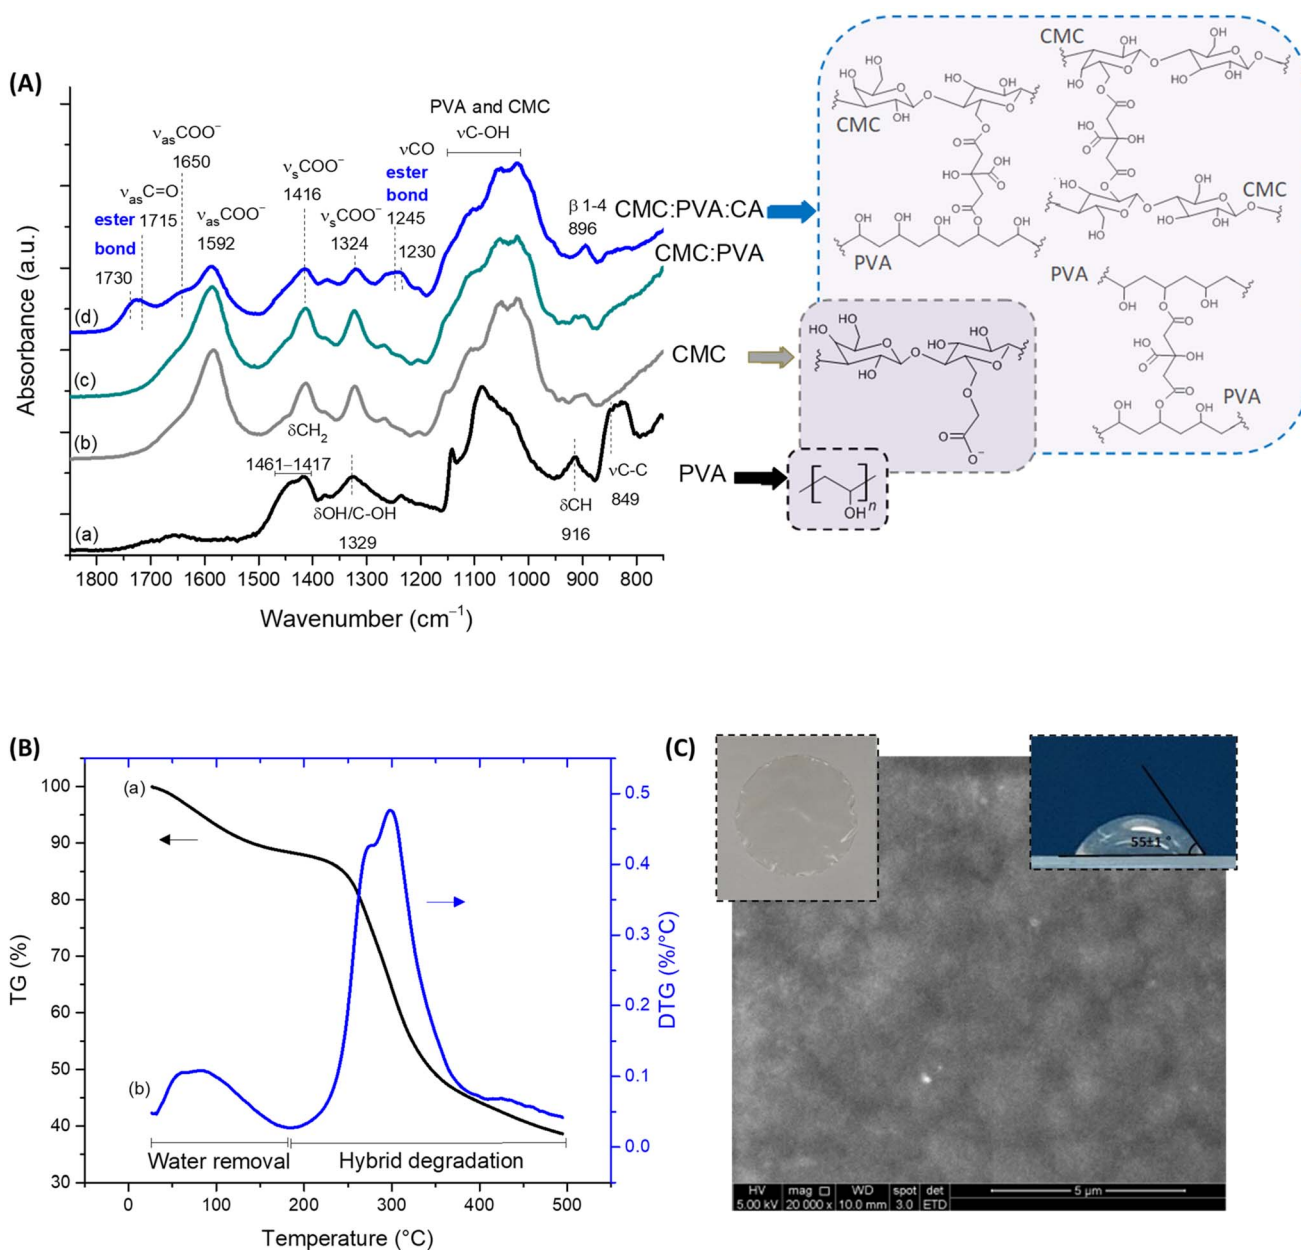 (A)
PVA and CMC
νC-OH
νasCOO⁻
1650
νasC=O
1715
ester
bond
1730
νasCOO⁻
1592
νsCOO⁻
1416
νsCOO⁻
1324
νCO
ester
bond
1245
1230
β 1-4
896
CMC:PVA:CA
CMC:PVA
CMC
PVA
(d)
(c)
(b)
(a)
δCH₂
1461–1417
δOH/C-OH
1329
δCH
916
νC-C
849
Absorbance (a.u.)
1800 1700 1600 1500 1400 1300 1200 1100 1000 900 800
Wavenumber (cm⁻¹)
CMC
PVA
CMC
CMC
PVA
PVA
OH
HO
O
O⁻
n
(B)
(a)
(b)
100
90
80
70
60
50
40
30
TG (%)
0.5
0.4
0.3
0.2
0.1
0.0
DTG (%/°C)
Water removal
Hybrid degradation
0 100 200 300 400 500
Temperature (°C)
(C)
55±1°
HV mag WD spot det
5.00 kV 20 000 x 10.0 mm 3.0 ETD
5 µm